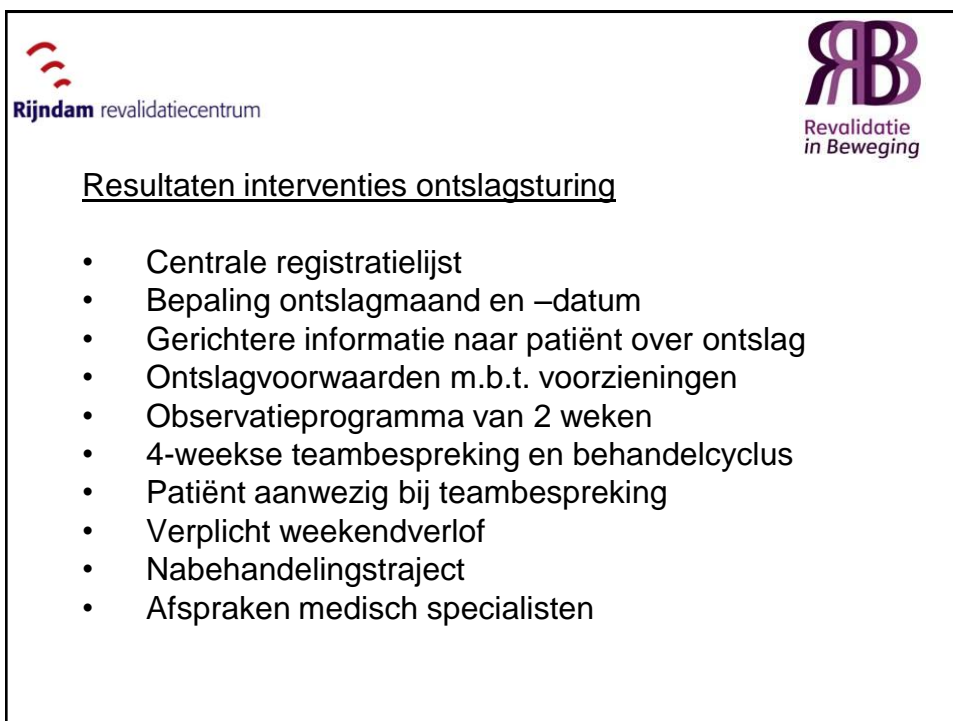 Rijndam revalidatiecentrum
RRBB
Revalidatie
in Beweging
Resultaten interventies ontslagsturing
• Centrale registratielijst
• Bepaling ontslagmaand en –datum
• Gerichtere informatie naar patiënt over ontslag
• Ontslagvoorwaarden m.b.t. voorzieningen
• Observatieprogramma van 2 weken
• 4-weekse teambespreking en behandelcyclus
• Patiënt aanwezig bij teambespreking
• Verplicht weekendverlof
• Nabehandelingstraject
• Afspraken medisch specialisten